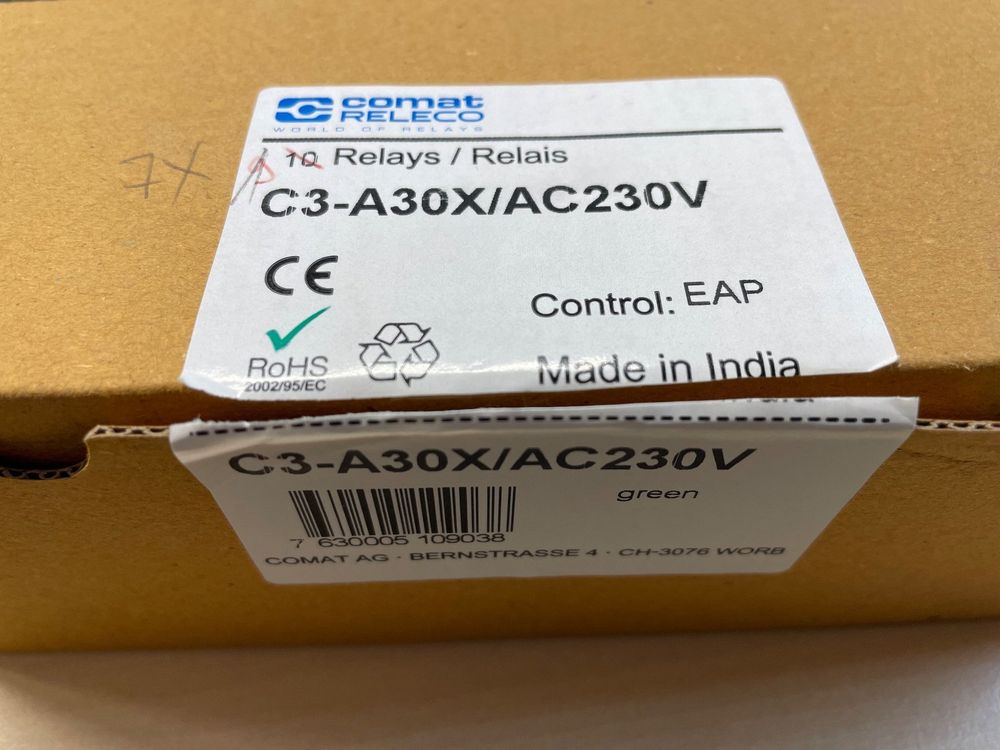 comat
RELECO
WORLD OF RELAYS
7X
10 Relays / Relais
C3-A30X/AC230V
CE
Control: EAP
RoHS
2002/95/EC
Made in India
C3-A30X/AC230V
green
7 630005 109038
COMAT AG · BERNSTRASSE 4 · CH-3076 WORB